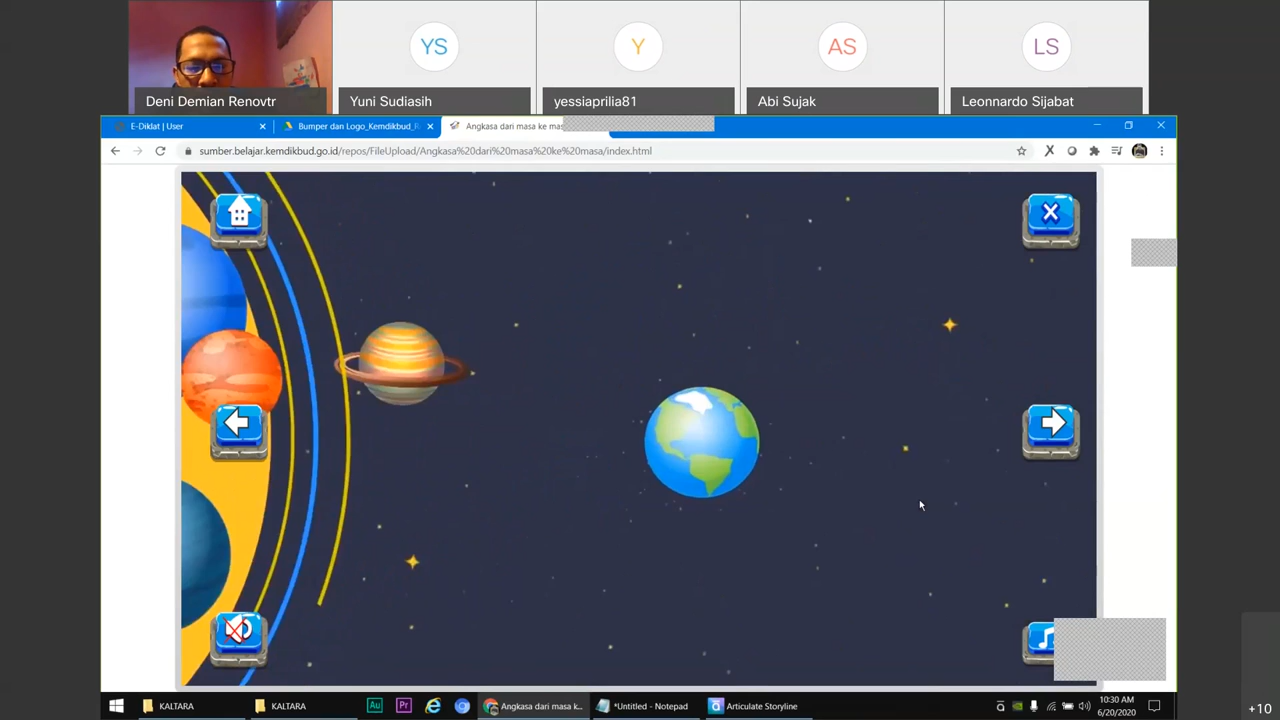 YS
Y
AS
LS
Deni Demian Renovtr
Yuni Sudiasih
yessiaprilia81
Abi Sujak
Leonnardo Sijabat
E-Diklat | User
Bumper dan Logo_Kemdikbud_R
Angkasa dari masa ke mas
sumber.belajar.kemdikbud.go.id/repos/FileUpload/Angkasa%20dari%20masa%20ke%20masa/index.html
X
KALTARA
KALTARA
Au
Pr
Angkasa dari masa k...
*Untitled - Notepad
Articulate Storyline
10:30 AM
6/20/2020
+10